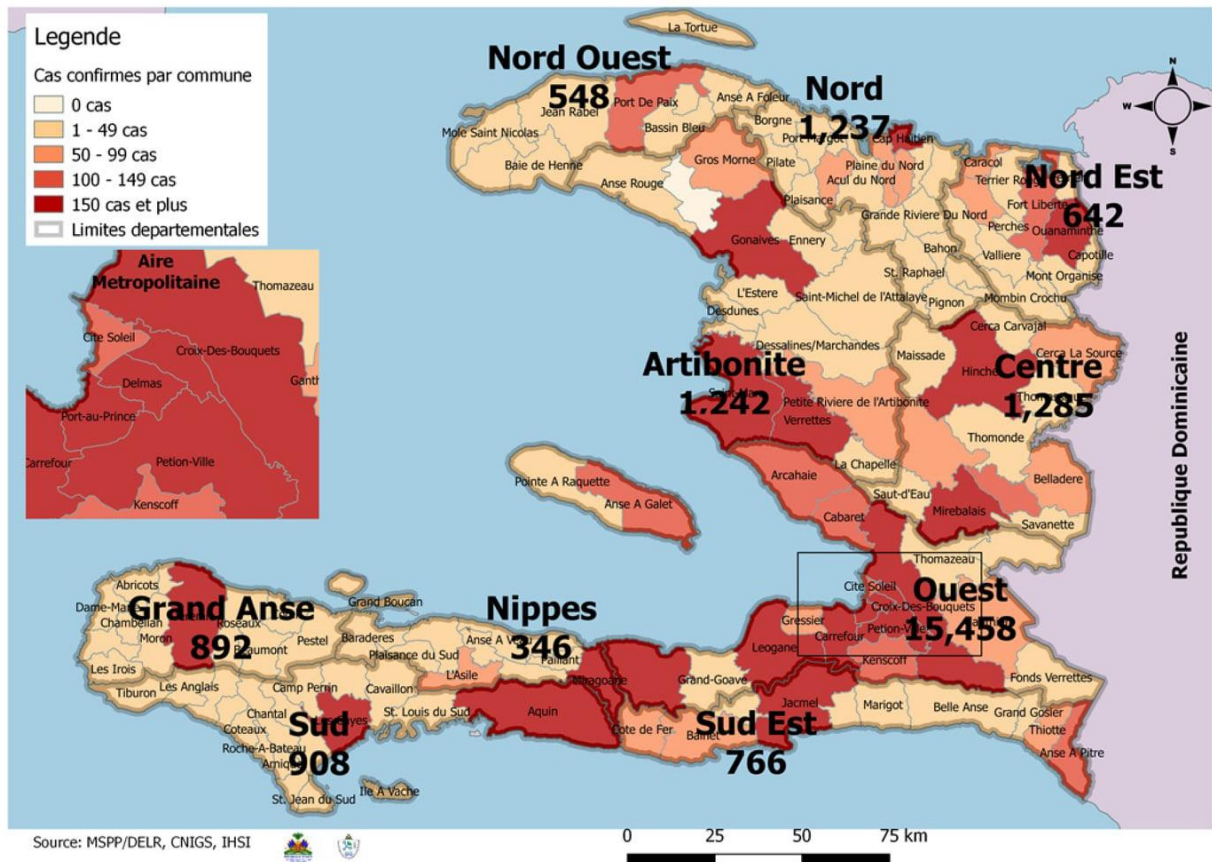 Legende
Cas confirmes par commune
0 cas
1 - 49 cas
50 - 99 cas
100 - 149 cas
150 cas et plus
Limites departementales
La Tortue
Nord Ouest
548
Port De Paix
Jean Rabel
Anse A Foleur
Nord
1,237
Mole Saint Nicolas
Bassin Bleu
Borgne
Port Margot
Cap Haitien
Baie de Henne
Gros Morne
Pilate
Plaine du Nord
Acul du Nord
Caracol
Terrier Rouge
Nord Est
642
Anse Rouge
Plaisance
Grande Riviere Du Nord
Fort Liberte
Perches
Ouanaminthe
Gonaives
Ennery
Bahon
Valliere
Capotille
St. Raphael
Mont Organise
L'Estere
Saint-Michel de l'Attalaye
Pignon
Mombin Crochu
Desdunes
Cerca Carvajal
Dessalines/Marchandes
Maissade
Cerca La Source
Artibonite
1.242
Hinche
Centre
1,285
Petite Riviere de l'Artibonite
Verrettes
Thomonde
La Chapelle
Arcahaie
Belladere
Saut-d'Eau
Pointe A Raquette
Anse A Galet
Cabaret
Mirebalais
Savanette
Aire
Metropolitaine
Thomazeau
Cite Soleil
Croix-Des-Bouquets
Delmas
Ganth
Port-au-Prince
Carrefour
Petion-Ville
Kenscoff
Thomazeau
Cite Soleil
Ouest
15,458
Croix-Des-Bouquets
Gressier
Petion-Ville
Carrefour
Leogane
Kenscoff
Fonds Verrettes
Abricots
Grand Boucan
Dame-Marie
Grand Anse
892
Chambellan
Roseaux
Nippes
346
Moron
Beaumont
Pestel
Baraderes
Anse A Veau
Plaisance du Sud
Paillant
Les Irois
L'Asile
Miragoane
Grand-Goave
Tiburon
Les Anglais
Camp Perrin
Cavaillon
Jacmel
Marigot
Belle Anse
Grand Gosier
Chantal
St. Louis du Sud
Aquin
Sud
908
Les Cayes
Coteaux
Cote de Fer
Bainet
Sud Est
766
Thiotte
Roche-A-Bateau
Anse A Pitre
Arniquet
Ile A Vache
St. Jean du Sud
Republique Dominicaine
N
W
E
S
Source: MSPP/DELR, CNIGS, IHSI
0 25 50 75 km